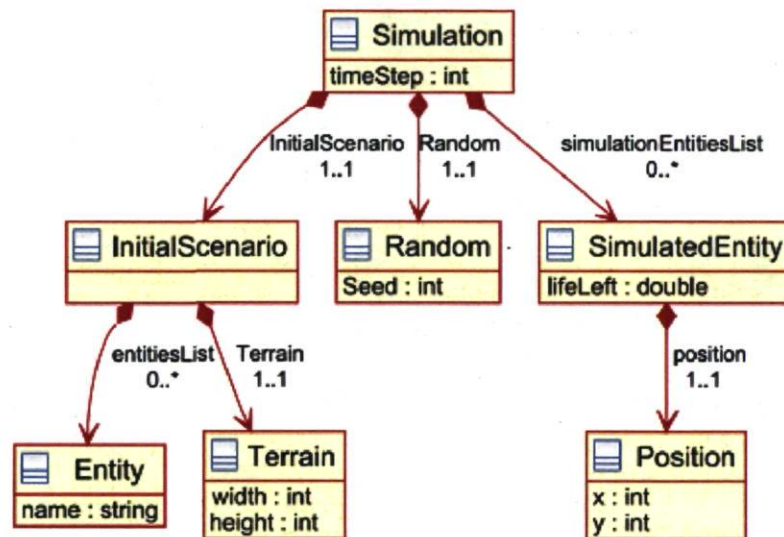 Simulation
timeStep : int
InitialScenario
1..1
Random
1..1
simulationEntitiesList
0..*
InitialScenario
Random
Seed : int
SimulatedEntity
lifeLeft : double
entitiesList
0..*
Terrain
1..1
position
1..1
Entity
name : string
Terrain
width : int
height : int
Position
x : int
y : int